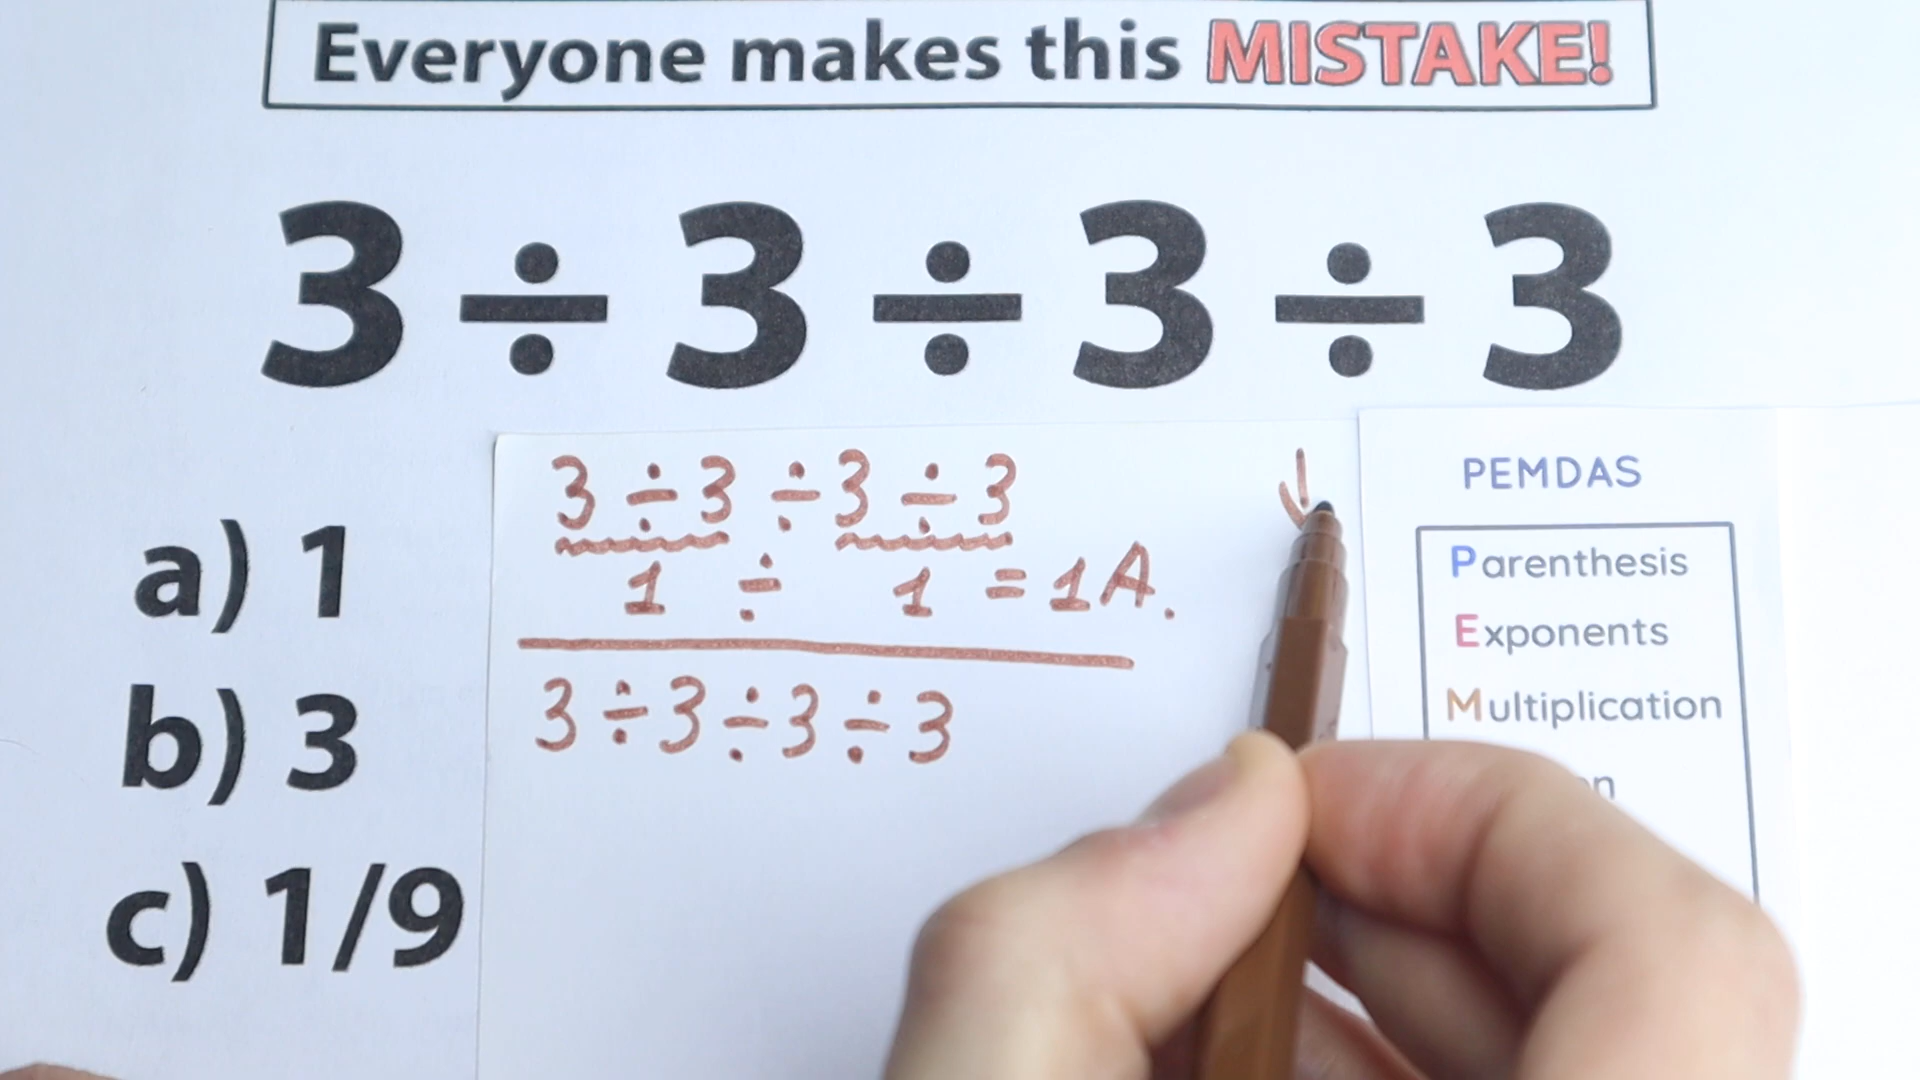 Everyone makes this MISTAKE!
3 ÷ 3 ÷ 3 ÷ 3
3 ÷ 3 ÷ 3 ÷ 3
1 ÷ 1 = 1 A.
3 ÷ 3 ÷ 3 ÷ 3
a) 1
b) 3
c) 1/9
PEMDAS
Parenthesis
Exponents
Multiplication